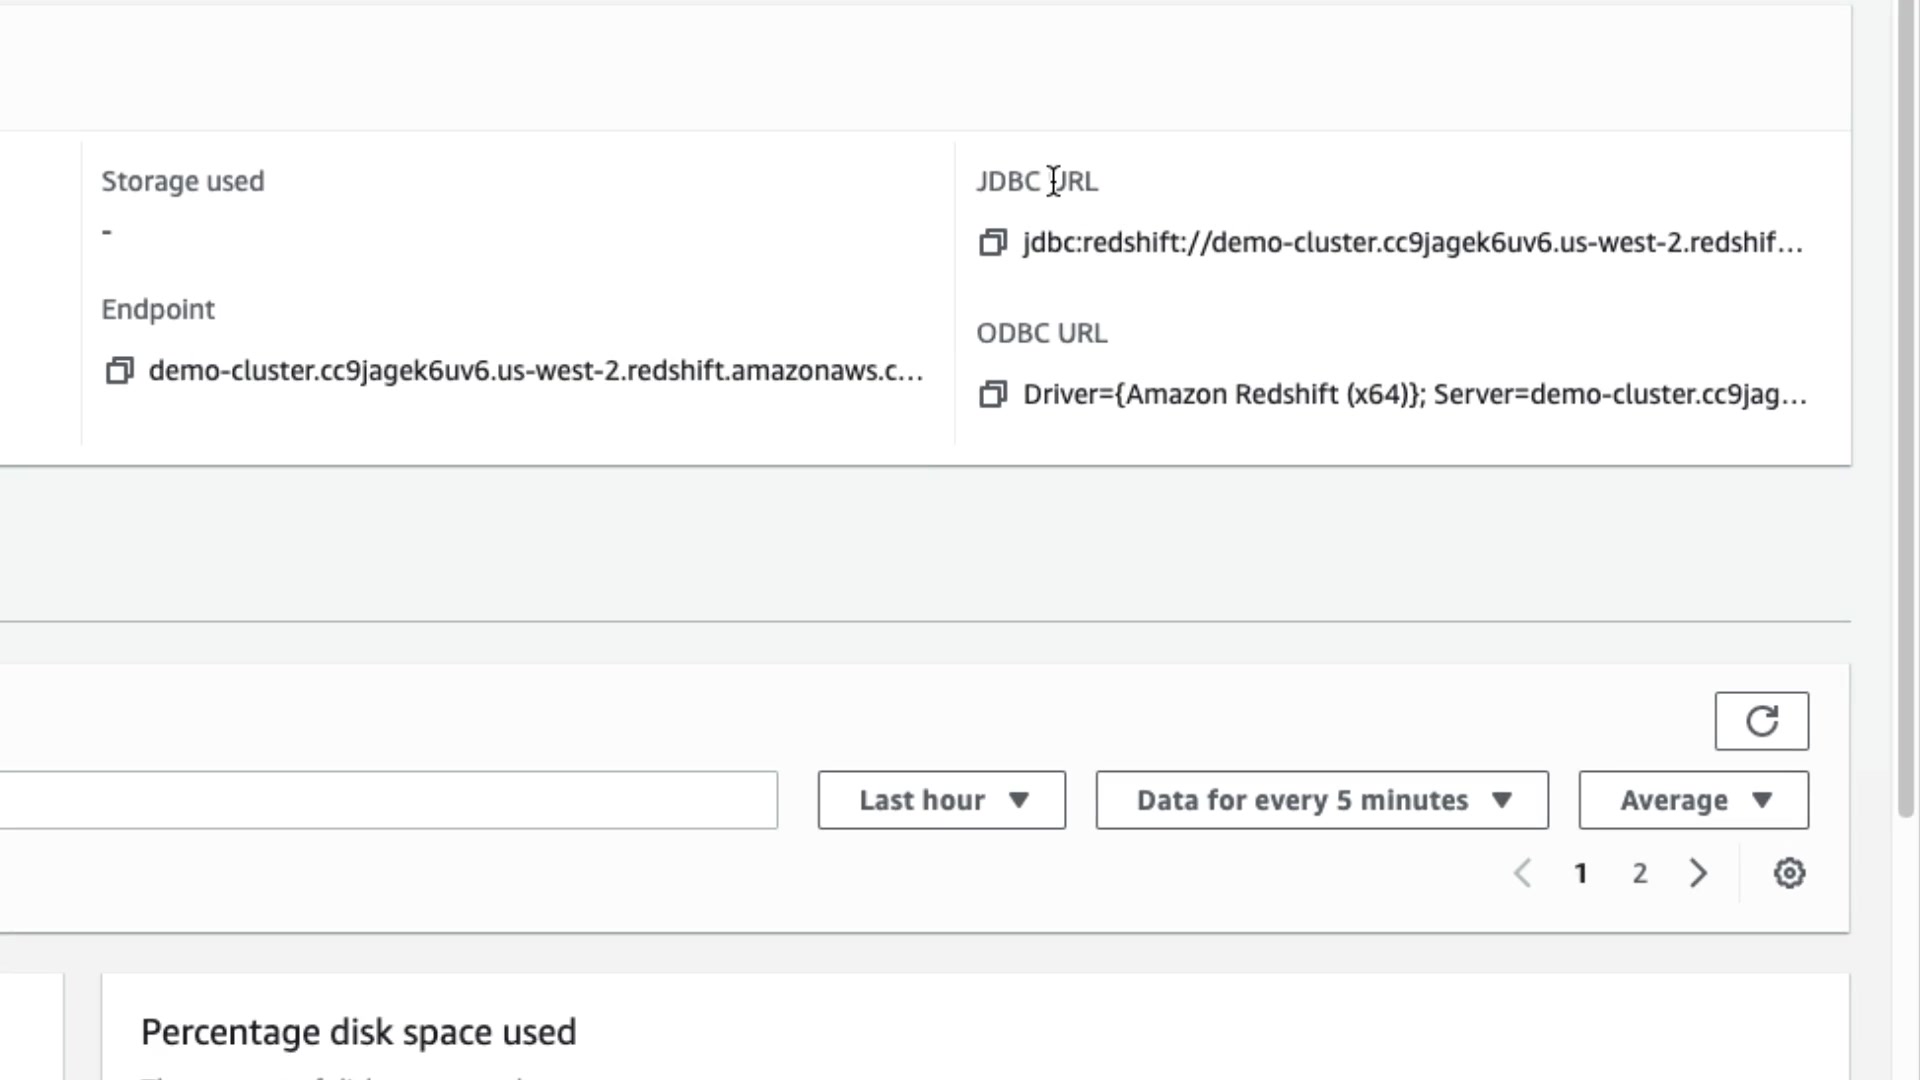 Storage used
-
Endpoint
demo-cluster.cc9jagek6uv6.us-west-2.redshift.amazonaws.c...
JDBC URL
jdbc:redshift://demo-cluster.cc9jagek6uv6.us-west-2.redshif...
ODBC URL
Driver={Amazon Redshift (x64)}; Server=demo-cluster.cc9jag...
Last hour
Data for every 5 minutes
Average
1 2
Percentage disk space used